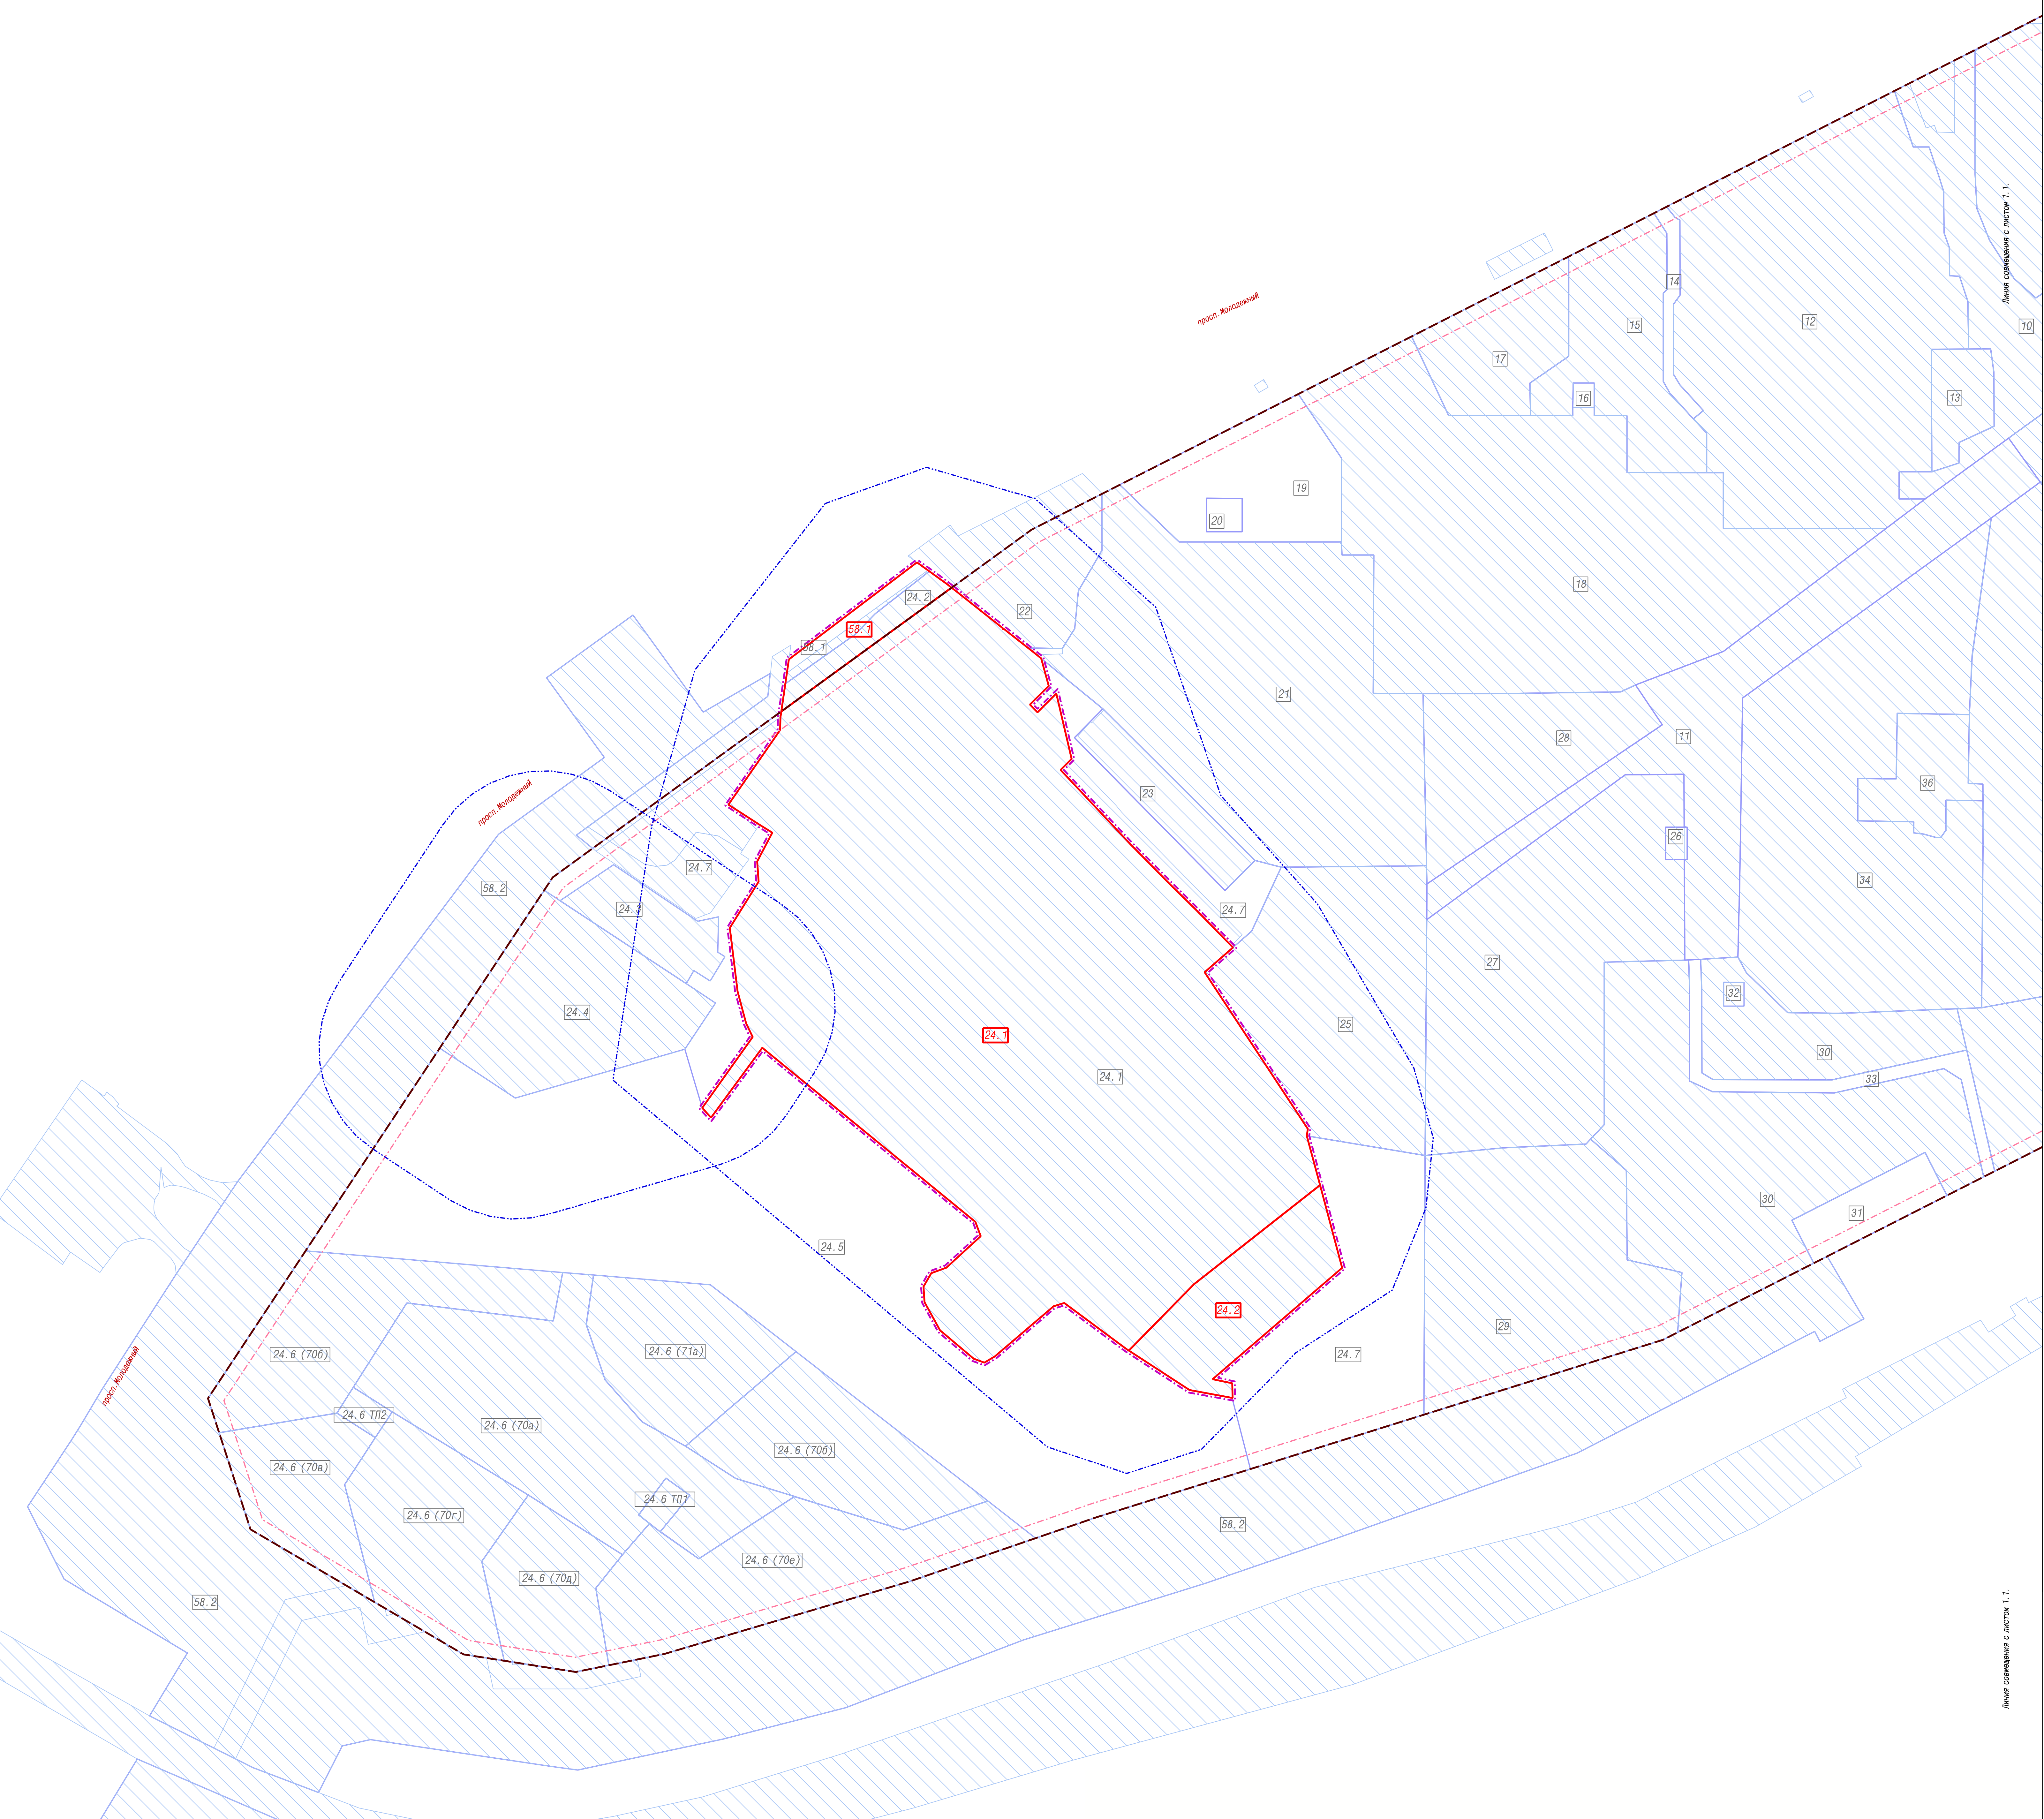 Линия совмещения с листом 1.1.
просп. Молодежный
14
15
12
10
17
16
13
19
20
18
24.2
22
58.1
58.1
21
28
11
23
36
просп. Молодежный
26
24.7
58.2
24.3
24.7
34
27
32
24.4
25
24.1
30
33
24.1
30
31
24.5
24.2
29
24.7
просп. Молодежный
24.6 (70б)
24.6 (71а)
24.6 ТП2
24.6 (70а)
24.6 (70б)
24.6 (70в)
24.6 ТП1
24.6 (70г)
58.2
24.6 (70е)
24.6 (70д)
58.2
Линия совмещения с листом 1.1.